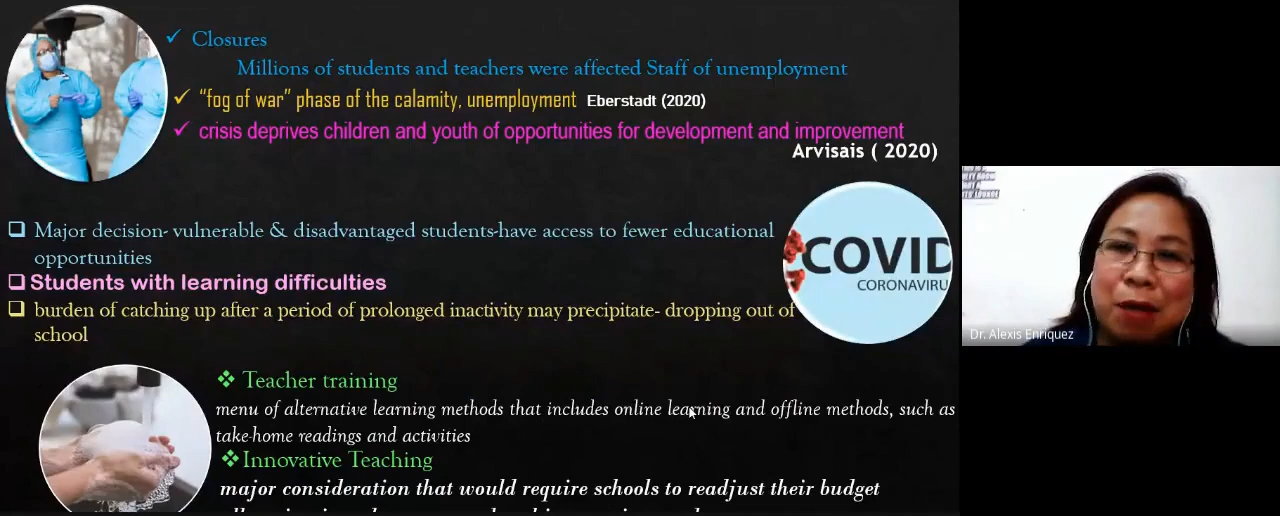 Closures
Millions of students and teachers were affected Staff of unemployment
“fog of war” phase of the calamity, unemployment Eberstadt (2020)
crisis deprives children and youth of opportunities for development and improvement
Arvisais ( 2020)
Major decision- vulnerable & disadvantaged students-have access to fewer educational
opportunities
Students with learning difficulties
burden of catching up after a period of prolonged inactivity may precipitate- dropping out of
school
COVID
CORONAVIRU
Teacher training
menu of alternative learning methods that includes online learning and offline methods, such as
take-home readings and activities
Innovative Teaching
major consideration that would require schools to readjust their budget
Dr. Alexis Enriquez